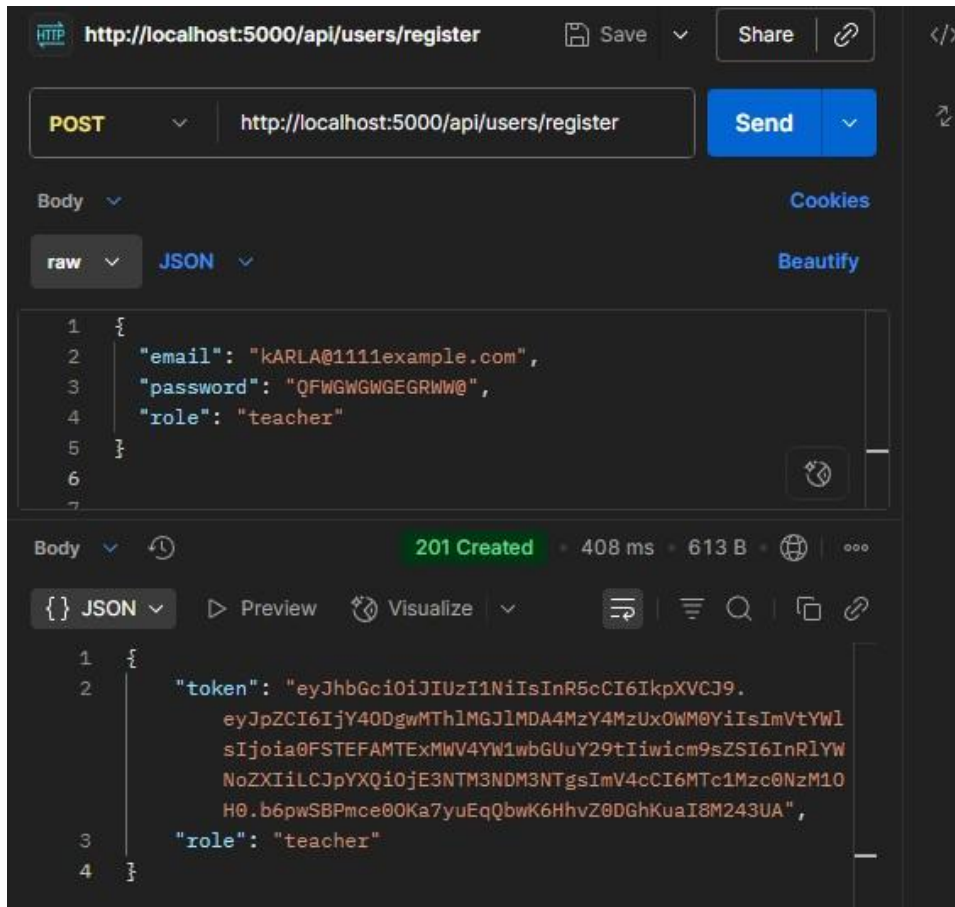 HTTP http://localhost:5000/api/users/register Save Share </>
POST http://localhost:5000/api/users/register Send
Body Cookies
raw JSON Beautify
1 {
2 "email": "kARLA@1111example.com",
3 "password": "QFWGWGWGEGRWW@",
4 "role": "teacher"
5 }
6
7
Body 201 Created 408 ms 613 B
{} JSON Preview Visualize
1 {
2 "token": "eyJhbGciOiJIUzI1NiIsInR5cCI6IkpXVCJ9.
eyJpZCI6IjY4ODgwMThlMGJlMDA4MzY4MzUxOWM0YiIsImVtYWl
sIjoia0FSTEFAMTExMWV4YW1wbGUuY29tIiwicm9sZSI6InRlYW
NoZXIiLCJpYXQiOjE3NTM3NDM3NTgsImV4cCI6MTc1Mzc0NzM1O
H0.b6pwSBPmce0OKa7yuEqQbwK6HhvZ0DGhKuaI8M243UA",
3 "role": "teacher"
4 }